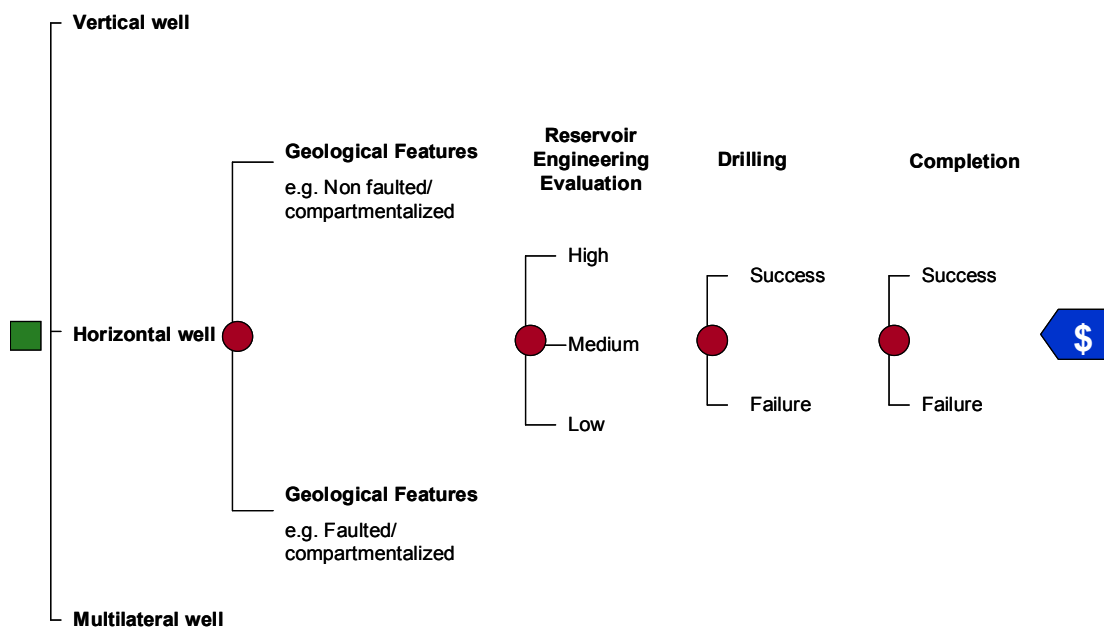 Vertical well
Geological Features
e.g. Non faulted/
compartmentalized
Reservoir
Engineering
Evaluation
Drilling
Completion
High
Success
Success
Horizontal well
Medium
$
Failure
Failure
Low
Geological Features
e.g. Faulted/
compartmentalized
Multilateral well